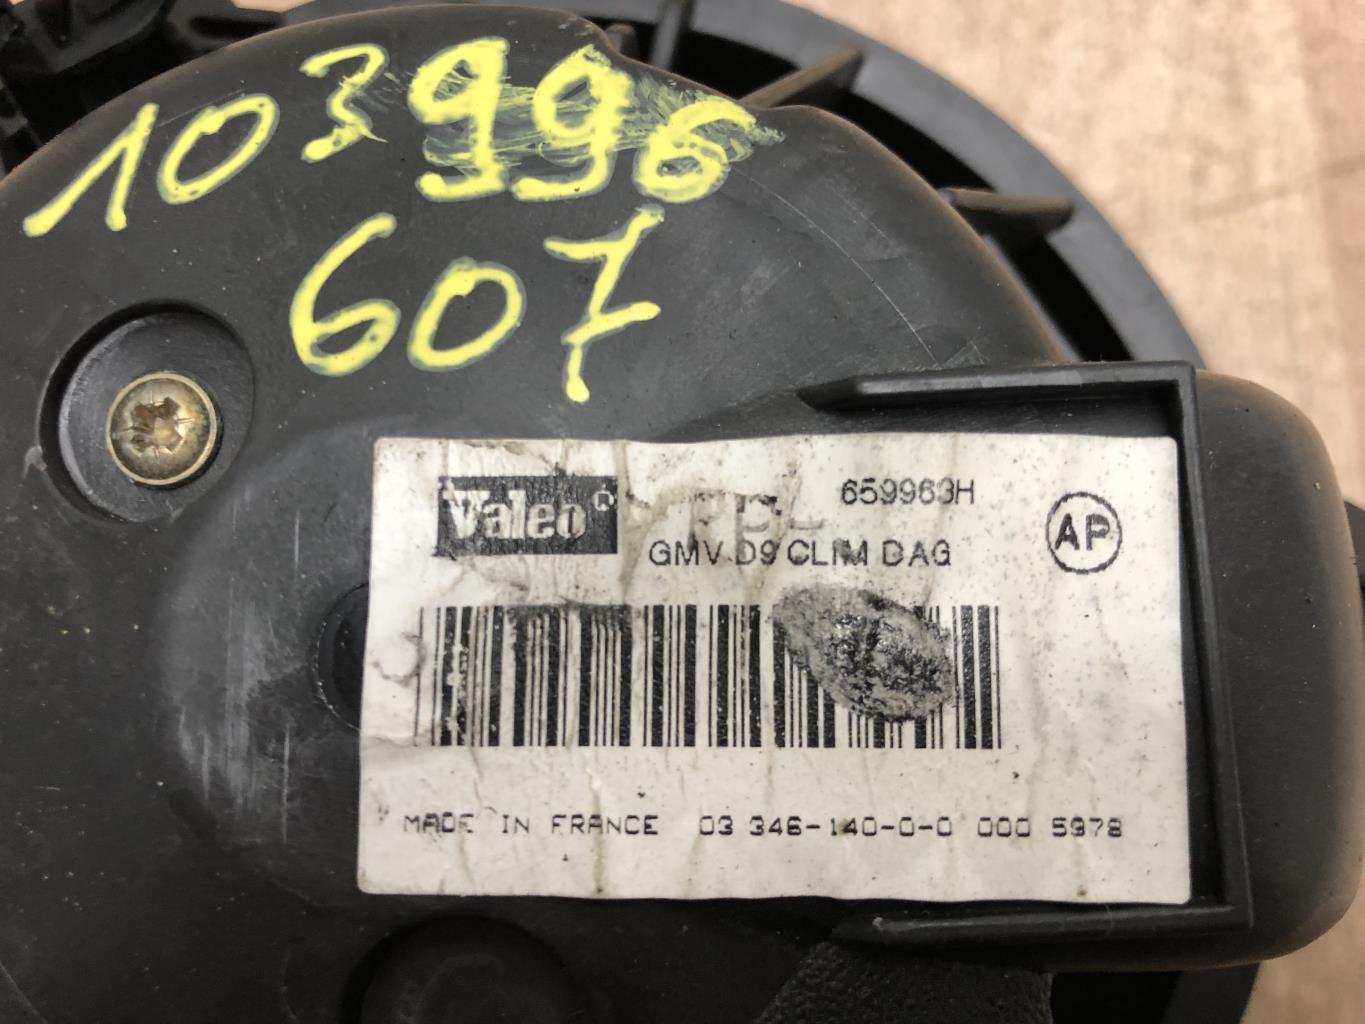 103996
607
Valeo®
659963H
GMV D9 CLIM DAG
AP
MADE IN FRANCE 03 346-140-0-0 000 5978